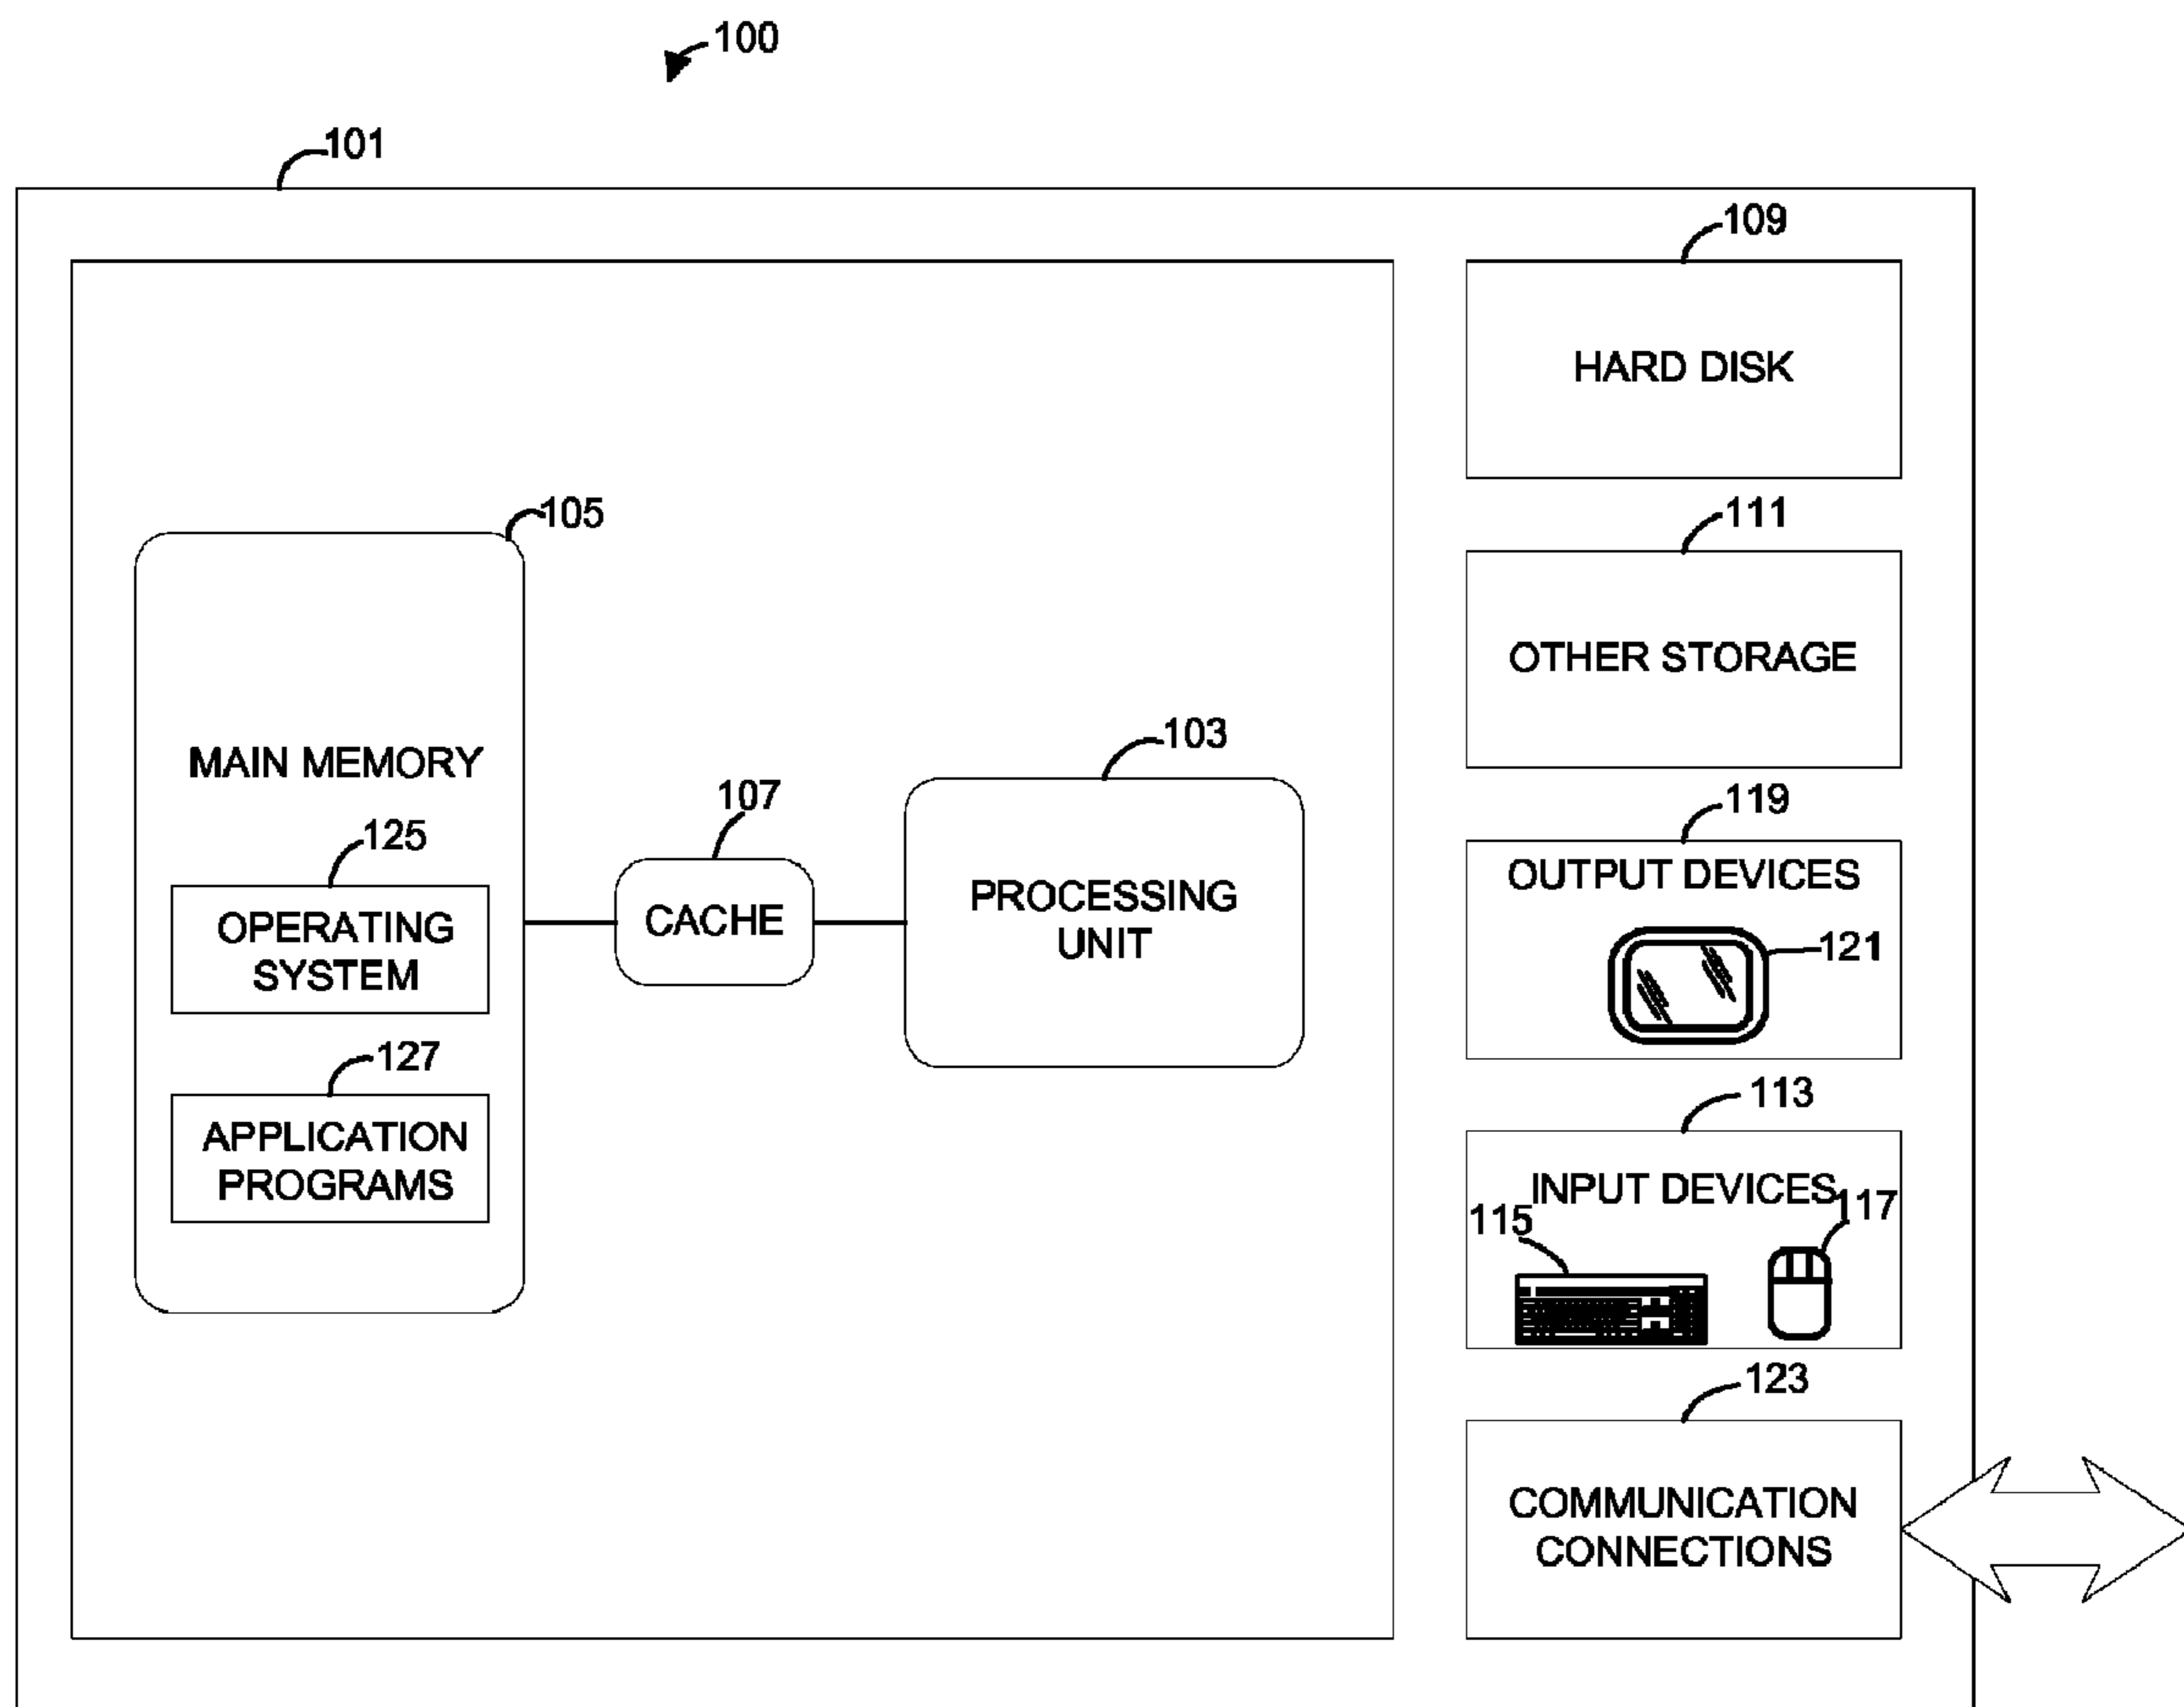 100
101
109
HARD DISK
105
111
OTHER STORAGE
MAIN MEMORY
103
107
119
125
OUTPUT DEVICES
OPERATING
SYSTEM
CACHE
PROCESSING
UNIT
121
127
113
APPLICATION
PROGRAMS
INPUT DEVICES
115
117
123
COMMUNICATION
CONNECTIONS